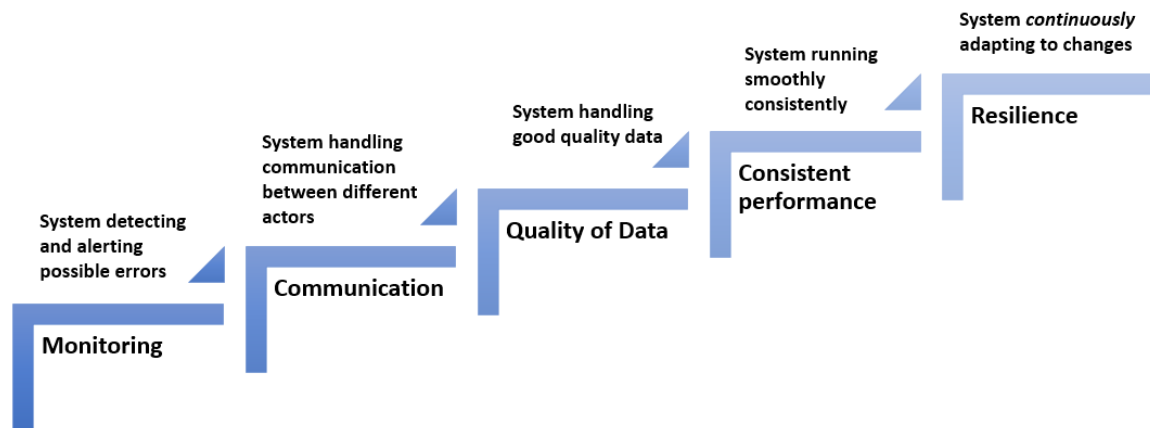 System detecting
and alerting
possible errors
Monitoring
System handling
communication
between different
actors
Communication
System handling
good quality data
Quality of Data
System running
smoothly
consistently
Consistent
performance
System continuously
adapting to changes
Resilience